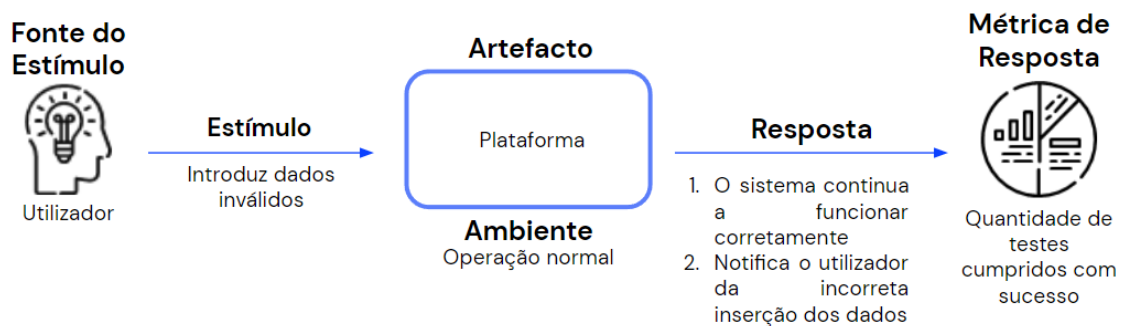 Fonte do
Estímulo
Utilizador
Estímulo
Introduz dados
inválidos
Artefacto
Plataforma
Ambiente
Operação normal
Resposta
1. O sistema continua
a funcionar
corretamente
2. Notifica o utilizador
da incorreta
inserção dos dados
Métrica de
Resposta
Quantidade de
testes
cumpridos com
sucesso